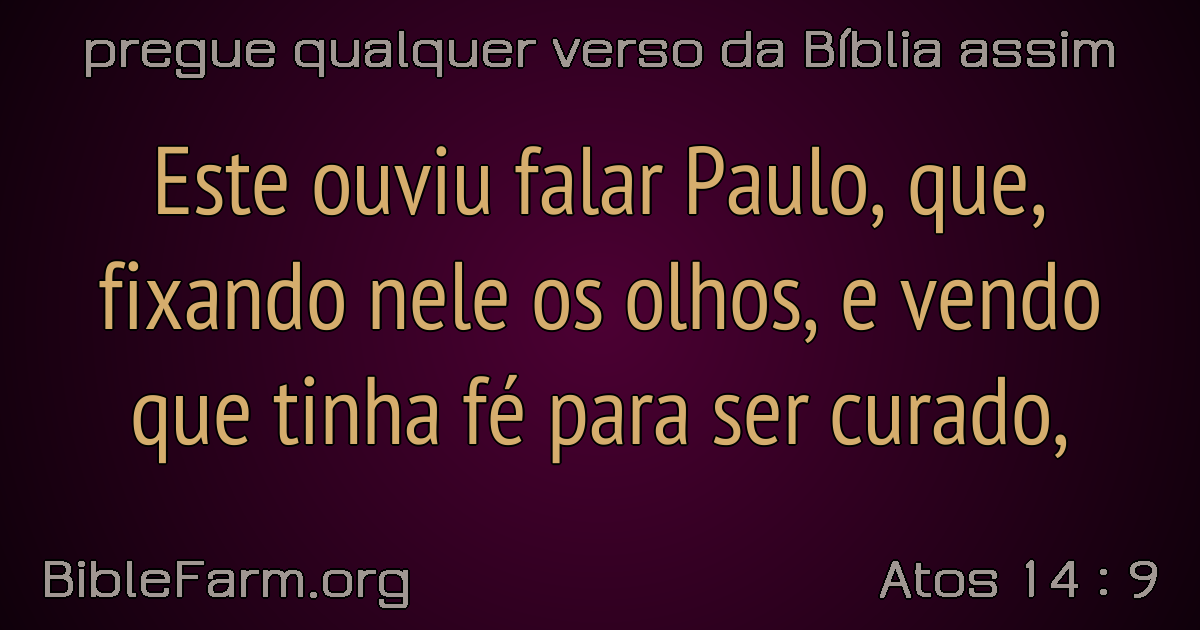 pregue qualquer verso da Bíblia assim
Este ouviu falar Paulo, que,
fixando nele os olhos, e vendo
que tinha fé para ser curado,
BibleFarm.org
Atos 14 : 9